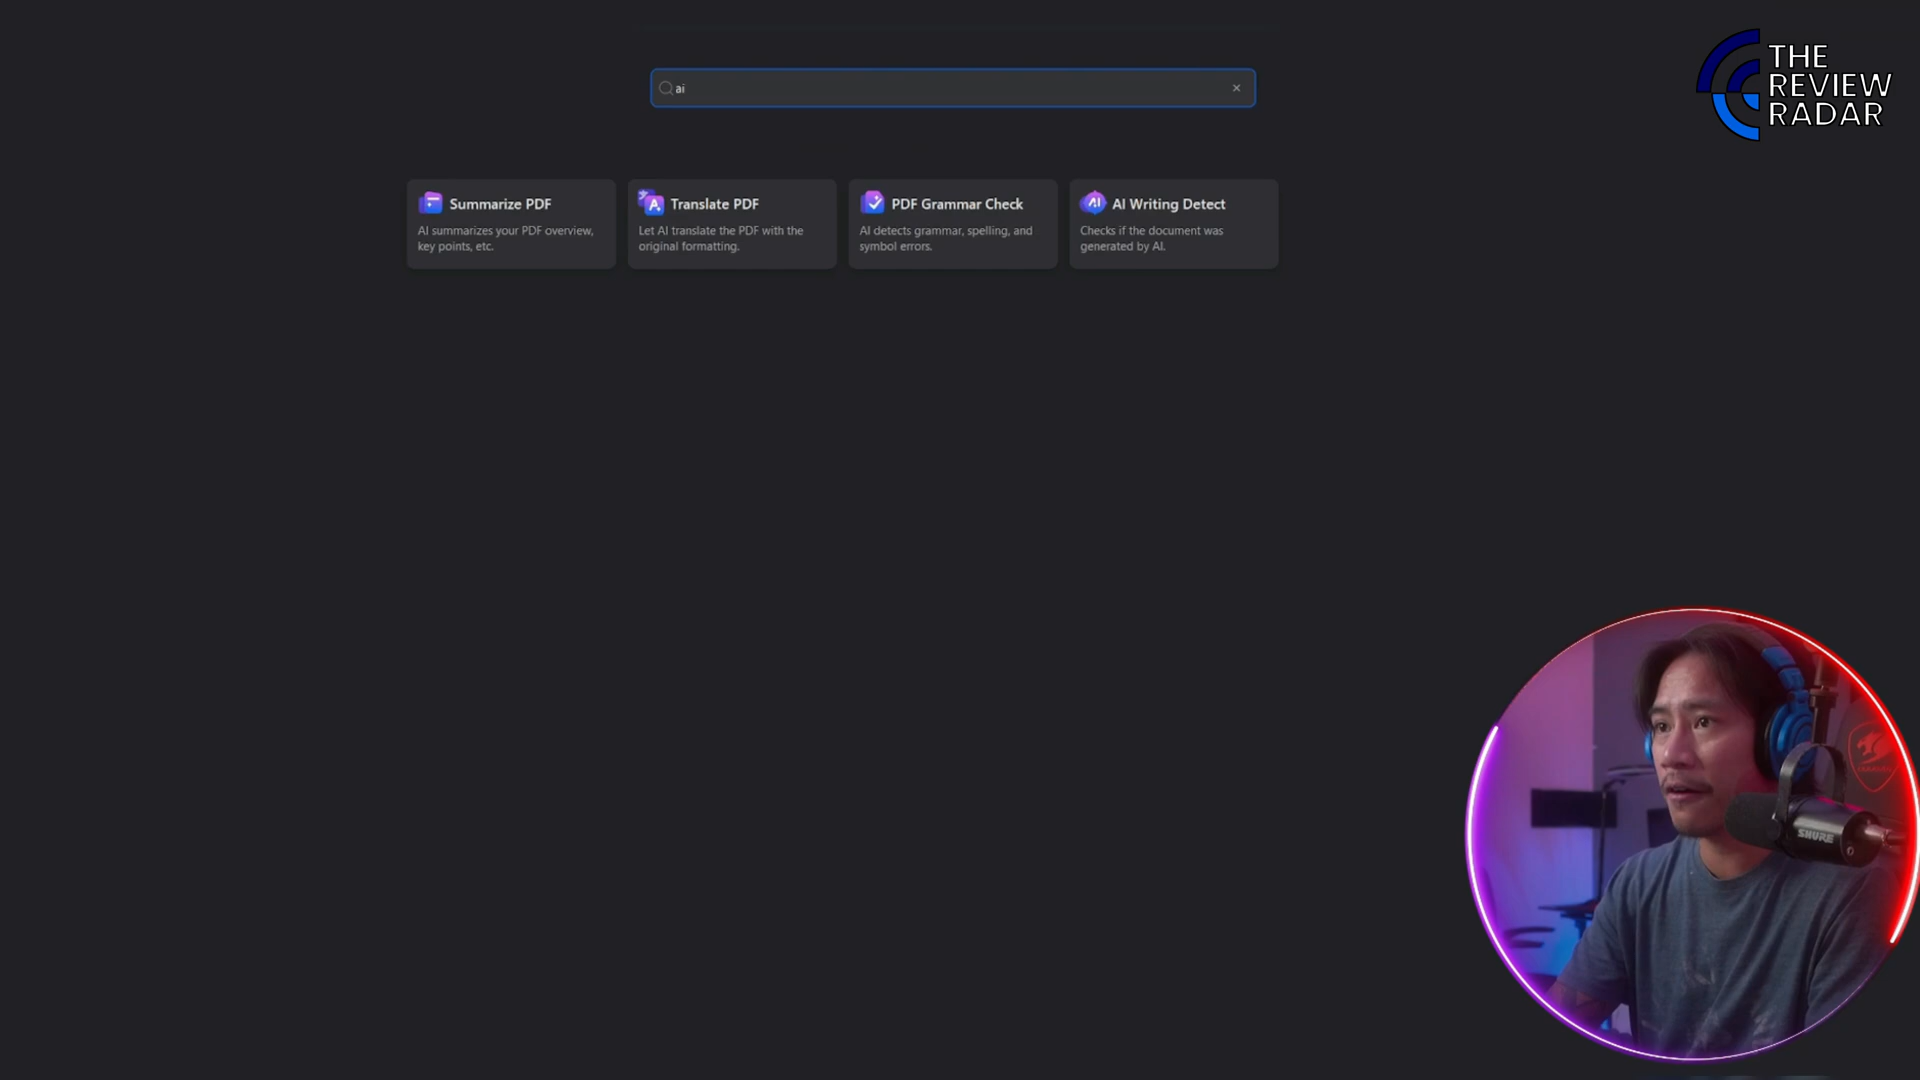 THE
REVIEW
RADAR
ai
Summarize PDF
AI summarizes your PDF overview,
key points, etc.
Translate PDF
Let AI translate the PDF with the
original formatting.
PDF Grammar Check
AI detects grammar, spelling, and
symbol errors.
AI Writing Detect
Checks if the document was
generated by AI.
SHURE